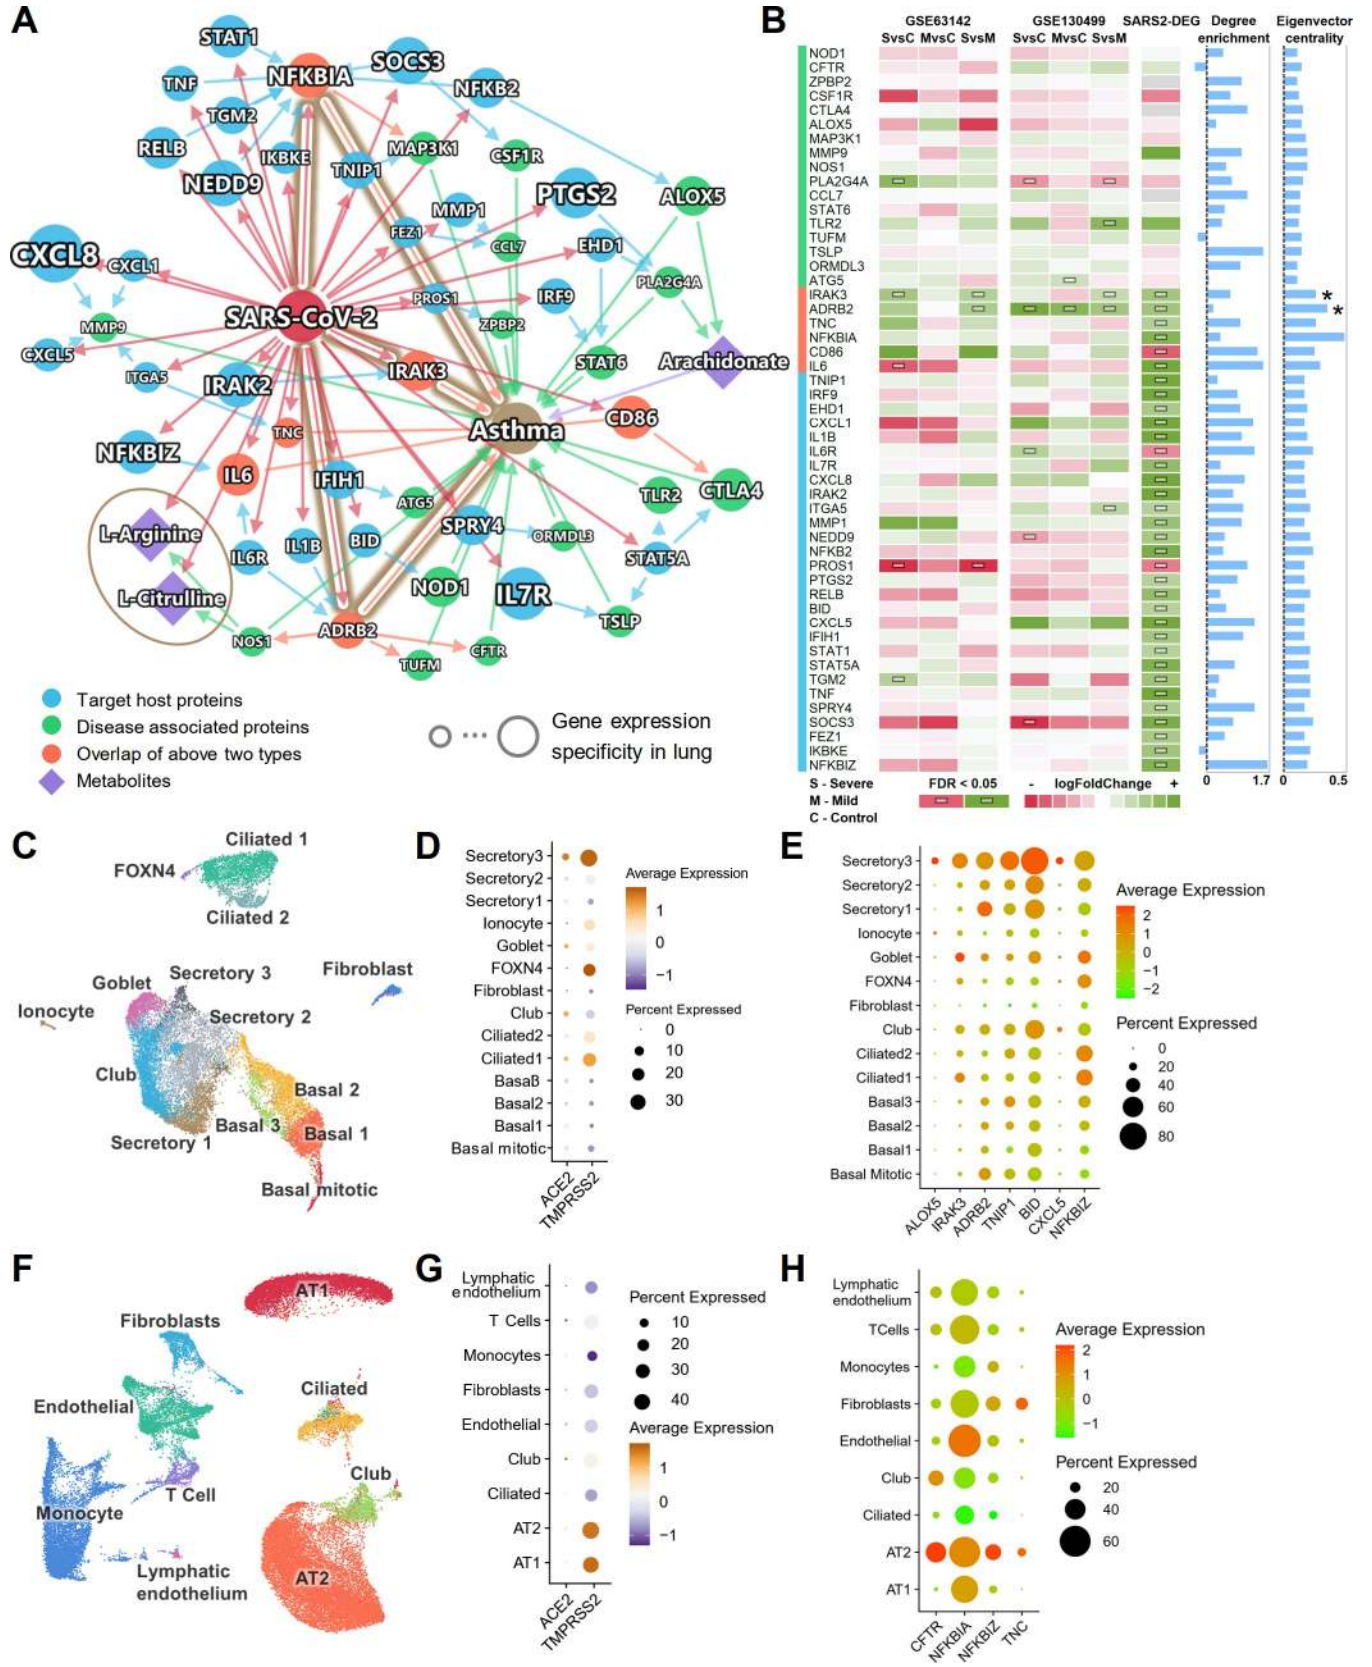 A
STAT1
NFKBIA
SOCS3
TNF
NFKB2
TGM2
RELB
IKBKE
MAP3K1
CSF1R
TNIP1
NEDD9
PTGS2
ALOX5
MMP1
FEZ1
CCL7
EHD1
CXCL8
CXCL1
PLA2G4A
PROS1
IRF9
SARS-CoV-2
ZPBP2
MMP9
CXCL5
STAT6
Arachidonate
ITGA5
IRAK2
IRAK3
TNC
Asthma
CD86
NFKBIZ
IL6
IFIH1
TLR2
CTLA4
ATG5
L-Arginine
SPRY4
IL6R
IL1B
BID
ORMDL3
STAT5A
L-Citrulline
NOD1
IL7R
NOS1
ADRB2
TSLP
CFTR
TUFM
Target host proteins
Disease associated proteins
Overlap of above two types
Metabolites
Gene expression
specificity in lung
B
GSE63142 GSE130499 SARS2-DEG Degree enrichment Eigenvector centrality
SvsC MvsC SvsM SvsC MvsC SvsM
NOD1
CFTR
ZPBP2
CSF1R
CTLA4
ALOX5
MAP3K1
MMP9
NOS1
PLA2G4A
CCL7
STAT6
TLR2
TUFM
TSLP
ORMDL3
ATG5
IRAK3 *
ADRB2 *
TNC
NFKBIA
CD86
IL6
TNIP1
IRF9
EHD1
CXCL1
IL1B
IL6R
IL7R
CXCL8
IRAK2
ITGA5
MMP1
NEDD9
NFKB2
PROS1
PTGS2
RELB
BID
CXCL5
IFIH1
STAT1
STAT5A
TGM2
TNF
SPRY4
SOCS3
FEZ1
IKBKE
NFKBIZ
0 1.7 0 0.5
S - Severe FDR < 0.05 - logFoldChange +
M - Mild
C - Control
C
Ciliated 1
FOXN4
Ciliated 2
Secretory 3
Fibroblast
Goblet
Ionocyte
Secretory 2
Club
Basal 2
Basal 3
Basal 1
Secretory 1
Basal mitotic
D
Secretory3
Secretory2
Secretory1
Ionocyte
Goblet
FOXN4
Fibroblast
Club
Ciliated2
Ciliated1
Basal3
Basal2
Basal1
Basal mitotic
ACE2
TMPRSS2
Average Expression
1
0
−1
Percent Expressed
0
10
20
30
E
Secretory3
Secretory2
Secretory1
Ionocyte
Goblet
FOXN4
Fibroblast
Club
Ciliated2
Ciliated1
Basal3
Basal2
Basal1
Basal Mitotic
ALOX5
IRAK3
ADRB2
TNIP1
BID
CXCL5
NFKBIZ
Average Expression
2
1
0
−1
−2
Percent Expressed
0
20
40
60
80
F
AT1
Fibroblasts
Ciliated
Endothelial
Club
T Cell
Monocyte
Lymphatic
endothelium
AT2
G
Lymphatic
endothelium
T Cells
Monocytes
Fibroblasts
Endothelial
Club
Ciliated
AT2
AT1
ACE2
TMPRSS2
Percent Expressed
10
20
30
40
Average Expression
1
0
−1
H
Lymphatic
endothelium
TCells
Monocytes
Fibroblasts
Endothelial
Club
Ciliated
AT2
AT1
CFTR
NFKBIA
NFKBIZ
TNC
Average Expression
2
1
0
−1
Percent Expressed
20
40
60